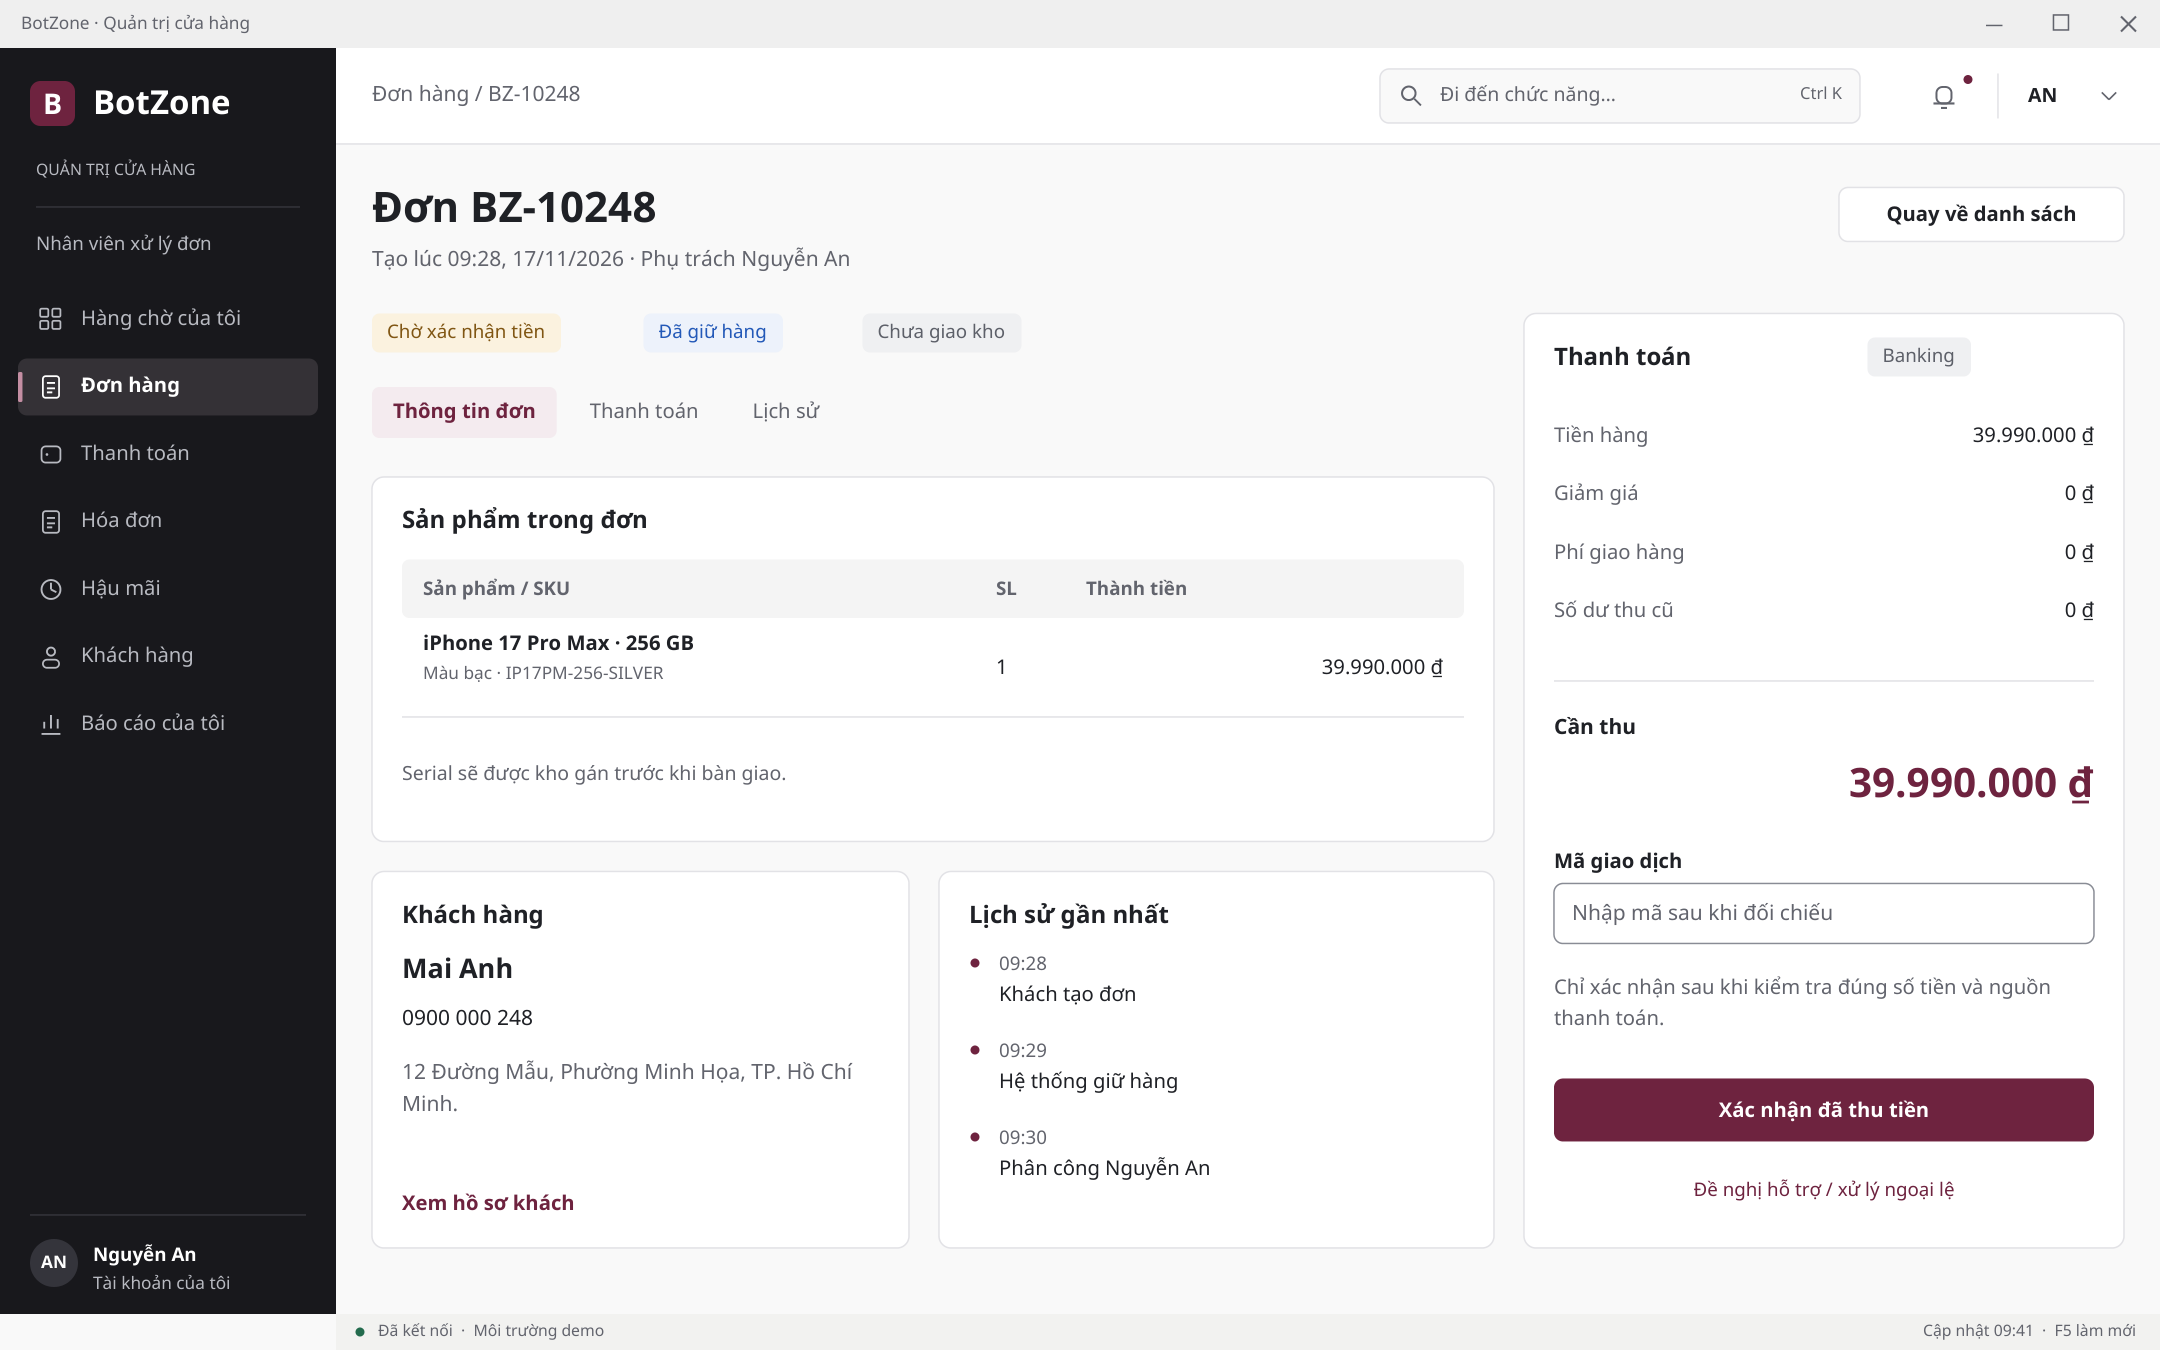 BotZone · Quản trị cửa hàng
B BotZone
QUẢN TRỊ CỬA HÀNG
Nhân viên xử lý đơn
Hàng chờ của tôi
Đơn hàng
Thanh toán
Hóa đơn
Hậu mãi
Khách hàng
Báo cáo của tôi
AN
Nguyễn An
Tài khoản của tôi
Đơn hàng / BZ-10248
Đi đến chức năng... Ctrl K
AN
Đơn BZ-10248
Tạo lúc 09:28, 17/11/2026 · Phụ trách Nguyễn An
Quay về danh sách
Chờ xác nhận tiền Đã giữ hàng Chưa giao kho
Thông tin đơn Thanh toán Lịch sử
Sản phẩm trong đơn
Sản phẩm / SKU SL Thành tiền
iPhone 17 Pro Max · 256 GB
Màu bạc · IP17PM-256-SILVER
1 39.990.000 ₫
Serial sẽ được kho gán trước khi bàn giao.
Khách hàng
Mai Anh
0900 000 248
12 Đường Mẫu, Phường Minh Họa, TP. Hồ Chí
Minh.
Xem hồ sơ khách
Lịch sử gần nhất
09:28
Khách tạo đơn
09:29
Hệ thống giữ hàng
09:30
Phân công Nguyễn An
Thanh toán Banking
Tiền hàng 39.990.000 ₫
Giảm giá 0 ₫
Phí giao hàng 0 ₫
Số dư thu cũ 0 ₫
Cần thu
39.990.000 ₫
Mã giao dịch
Nhập mã sau khi đối chiếu
Chỉ xác nhận sau khi kiểm tra đúng số tiền và nguồn
thanh toán.
Xác nhận đã thu tiền
Đề nghị hỗ trợ / xử lý ngoại lệ
Đã kết nối · Môi trường demo
Cập nhật 09:41 · F5 làm mới